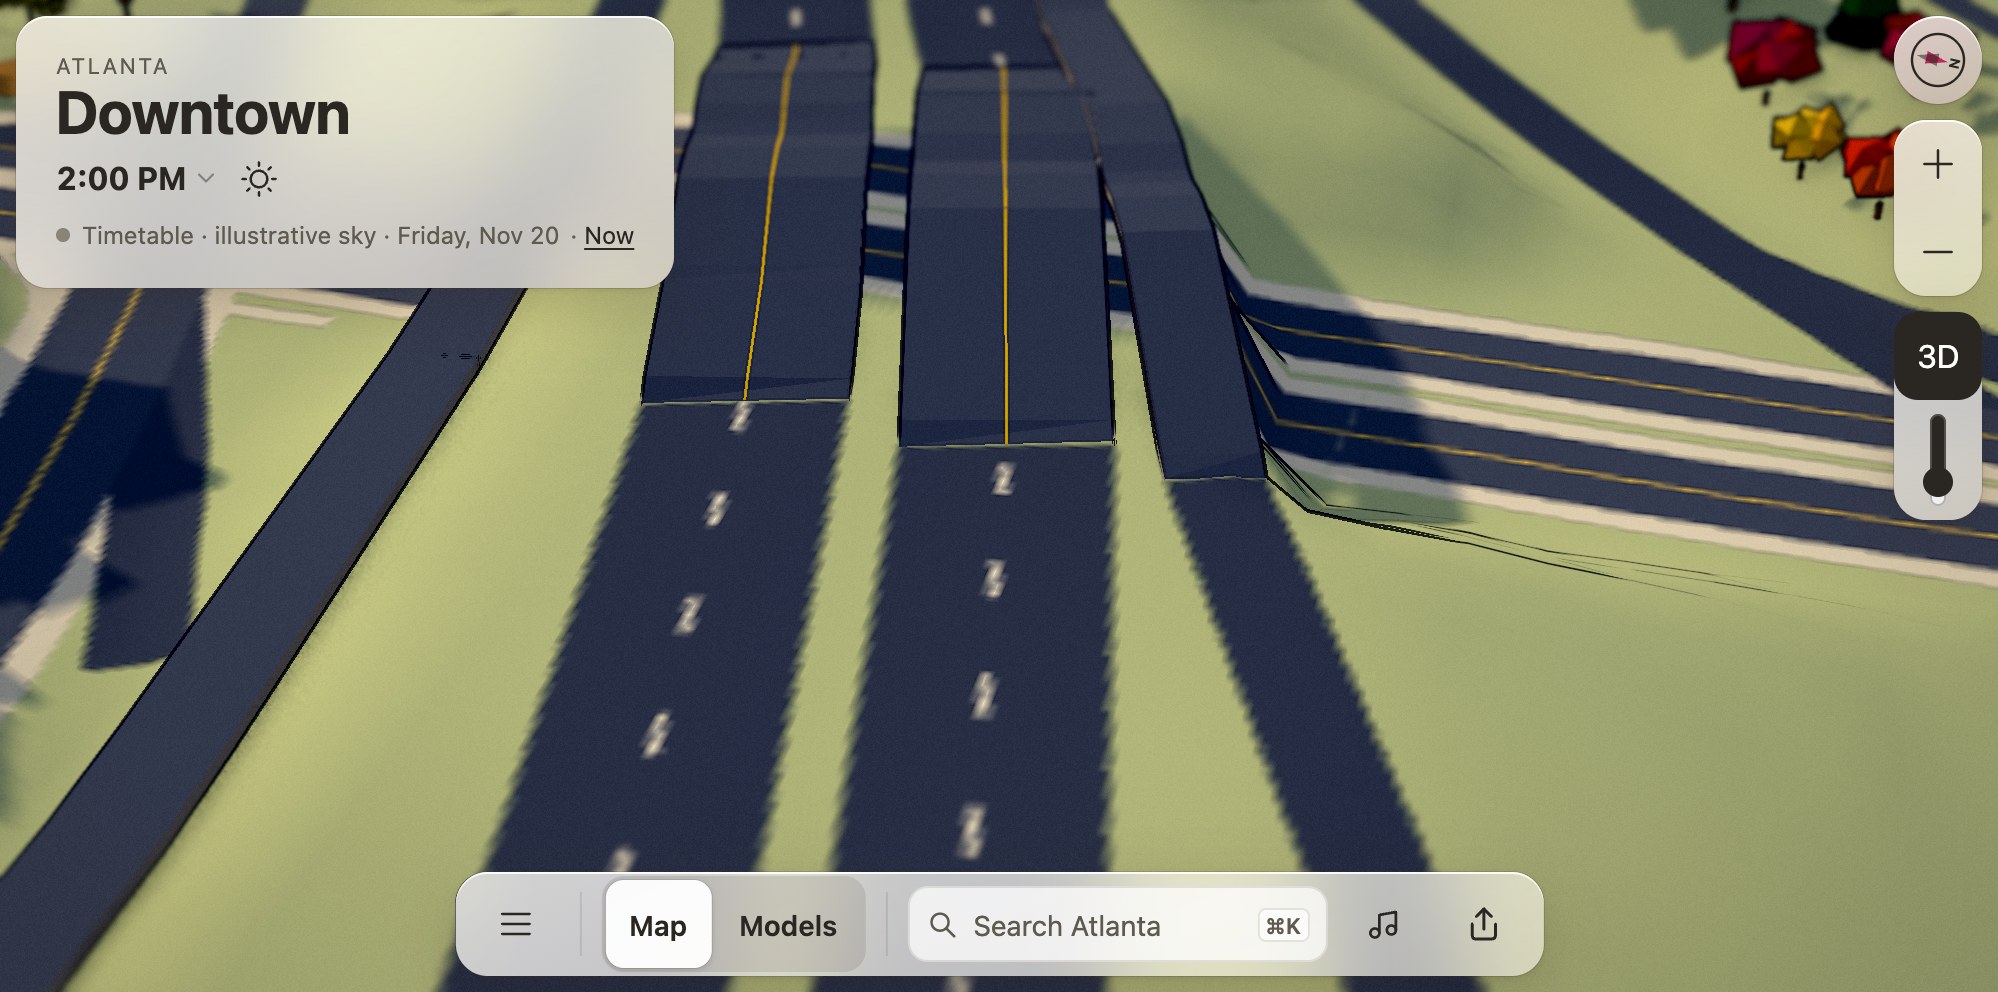 ATLANTA
Downtown
2:00 PM
Timetable · illustrative sky · Friday, Nov 20 · Now
N
3D
Map
Models
Search Atlanta
⌘K